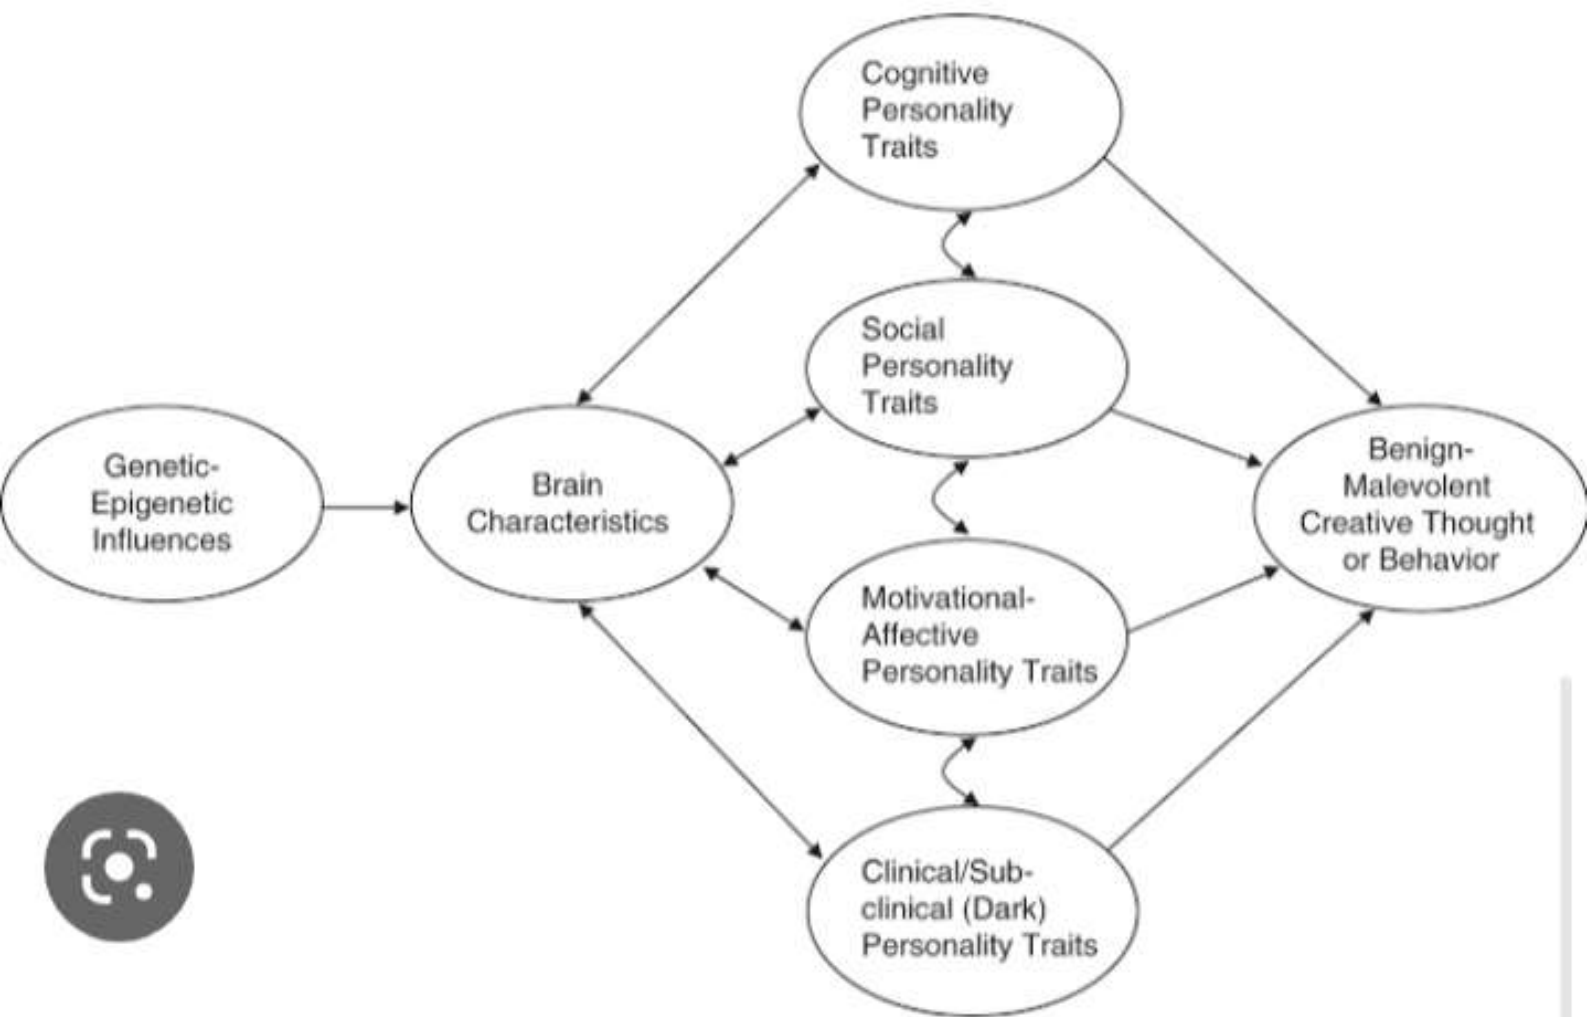 Cognitive
Personality
Traits
Social
Personality
Traits
Genetic-
Epigenetic
Influences
Brain
Characteristics
Benign-
Malevolent
Creative Thought
or Behavior
Motivational-
Affective
Personality Traits
Clinical/Sub-
clinical (Dark)
Personality Traits